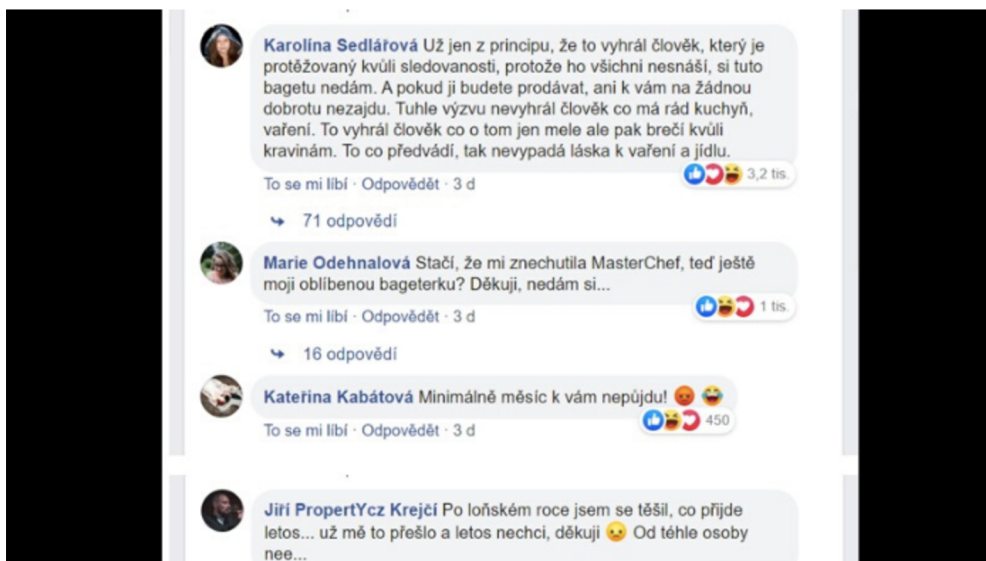 Karolína Sedlářová Už jen z principu, že to vyhrál člověk, který je
protěžovaný kvůli sledovanosti, protože ho všichni nesnáší, si tuto
bagetu nedám. A pokud ji budete prodávat, ani k vám na žádnou
dobrotu nezajdu. Tuhle výzvu nevyhrál člověk co má rád kuchyň,
vaření. To vyhrál člověk co o tom jen mele ale pak brečí kvůli
kravinám. To co předvádí, tak nevypadá láska k vaření a jídlu.
3,2 tis.
To se mi líbí · Odpovědět · 3 d
71 odpovědí
Marie Odehnalová Stačí, že mi znechutila MasterChef, teď ještě
moji oblíbenou bageterku? Děkuji, nedám si...
1 tis.
To se mi líbí · Odpovědět · 3 d
16 odpovědí
Kateřina Kabátová Minimálně měsíc k vám nepůjdu! 😡 😂
450
To se mi líbí · Odpovědět · 3 d
Jiří PropertYcz Krejčí Po loňském roce jsem se těšil, co přijde
letos... už mě to přešlo a letos nechci, děkuji 😠 Od téhle osoby
nee...